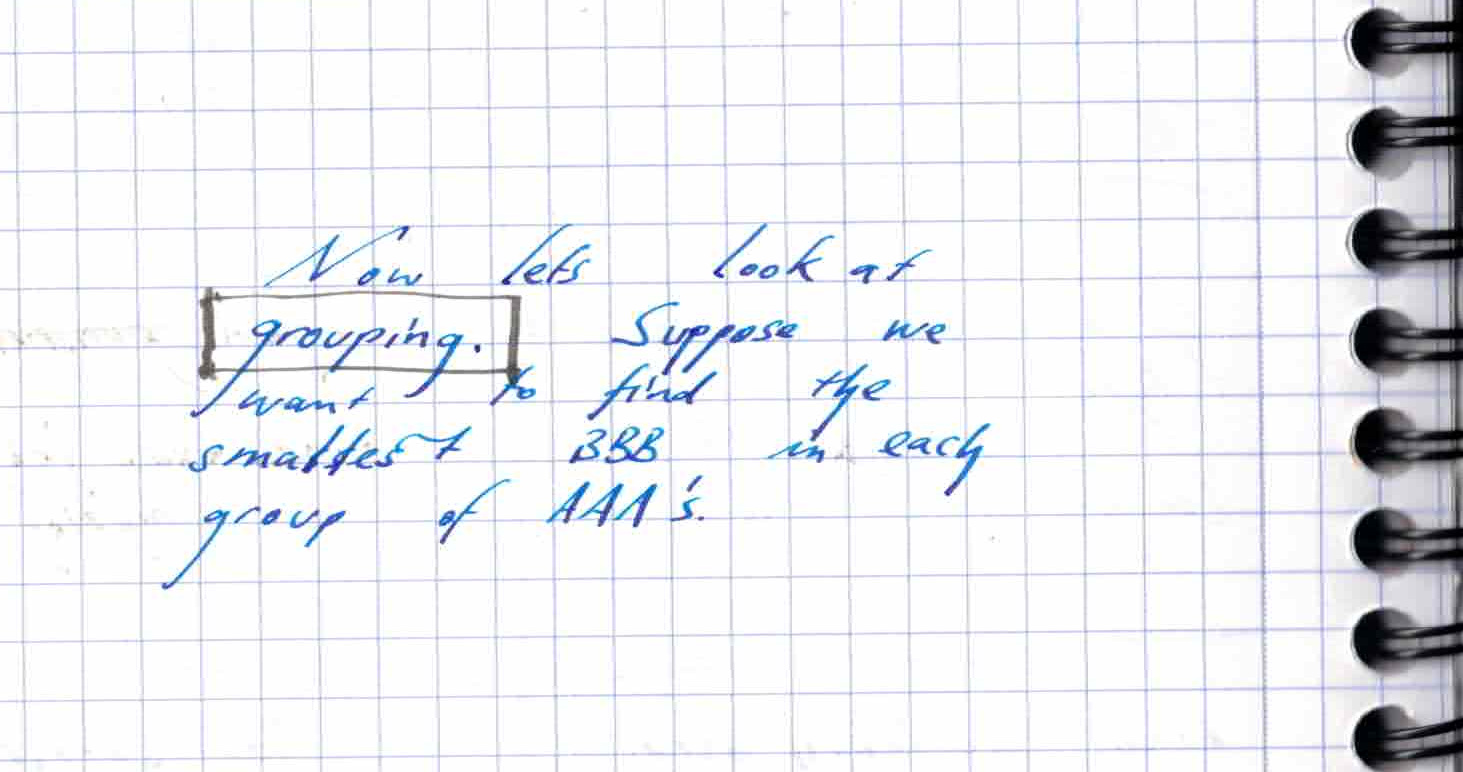 Now lets look at
grouping. Suppose we
want to find the
smallest BBB in each
group of AAA's.